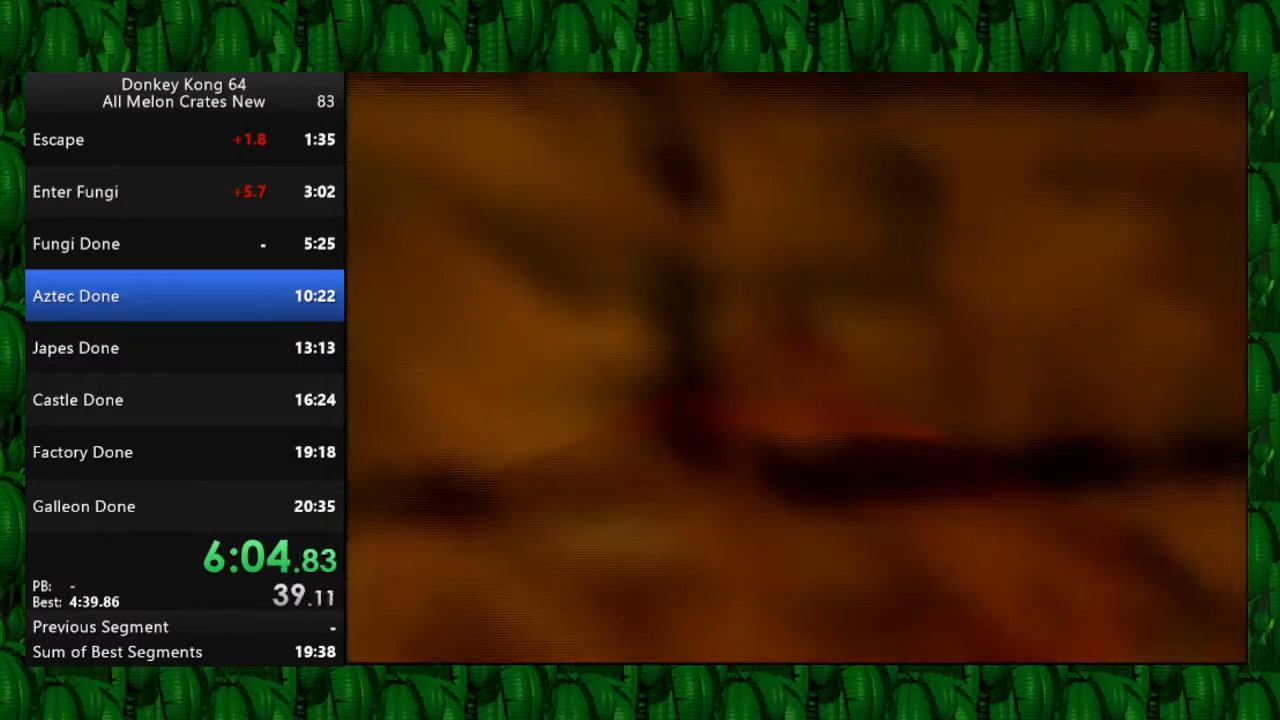 Donkey Kong 64
All Melon Crates New 83
Escape +1.8 1:35
Enter Fungi +5.7 3:02
Fungi Done - 5:25
Aztec Done 10:22
Japes Done 13:13
Castle Done 16:24
Factory Done 19:18
Galleon Done 20:35
6:04.83
PB: -
Best: 4:39.86
39.11
Previous Segment -
Sum of Best Segments 19:38